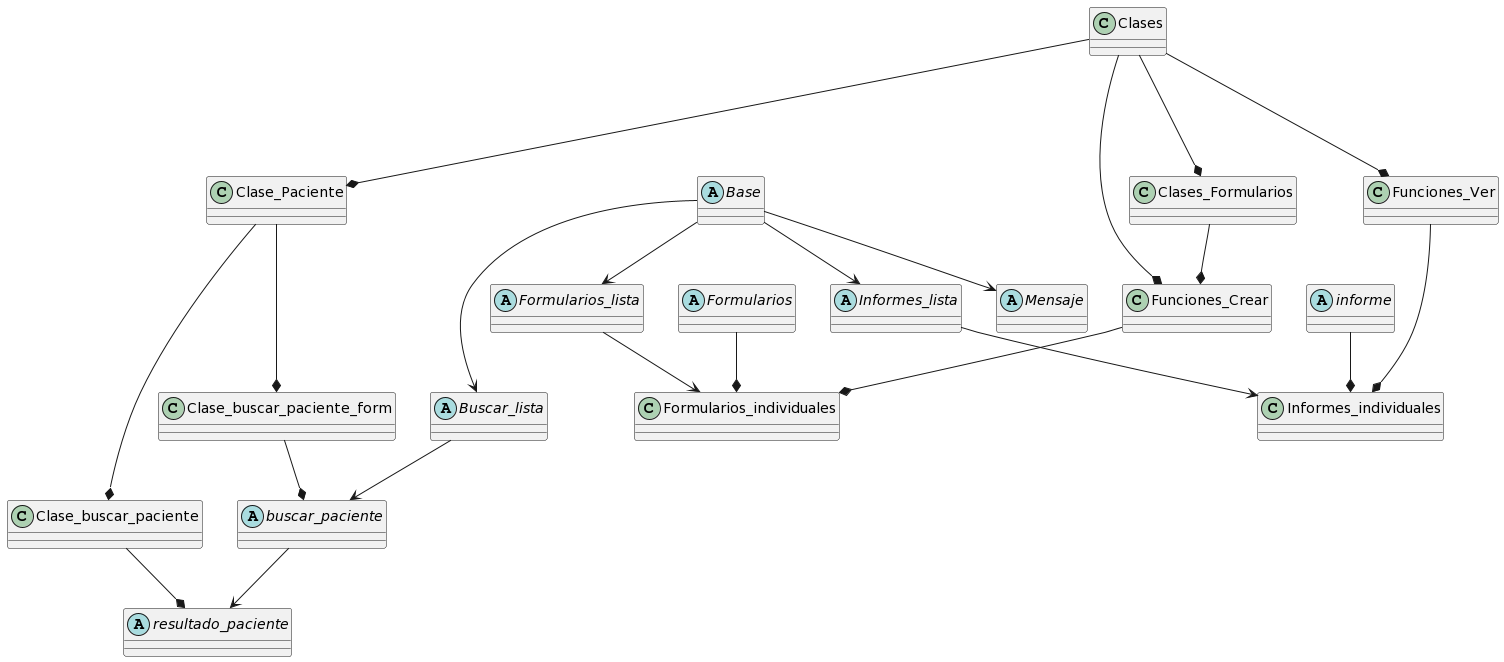 C Clases
C Clase_Paciente
A Base
C Clases_Formularios
C Funciones_Ver
A Formularios_lista
A Formularios
A Informes_lista
A Mensaje
C Funciones_Crear
A informe
C Clase_buscar_paciente_form
A Buscar_lista
C Formularios_individuales
C Informes_individuales
C Clase_buscar_paciente
A buscar_paciente
A resultado_paciente